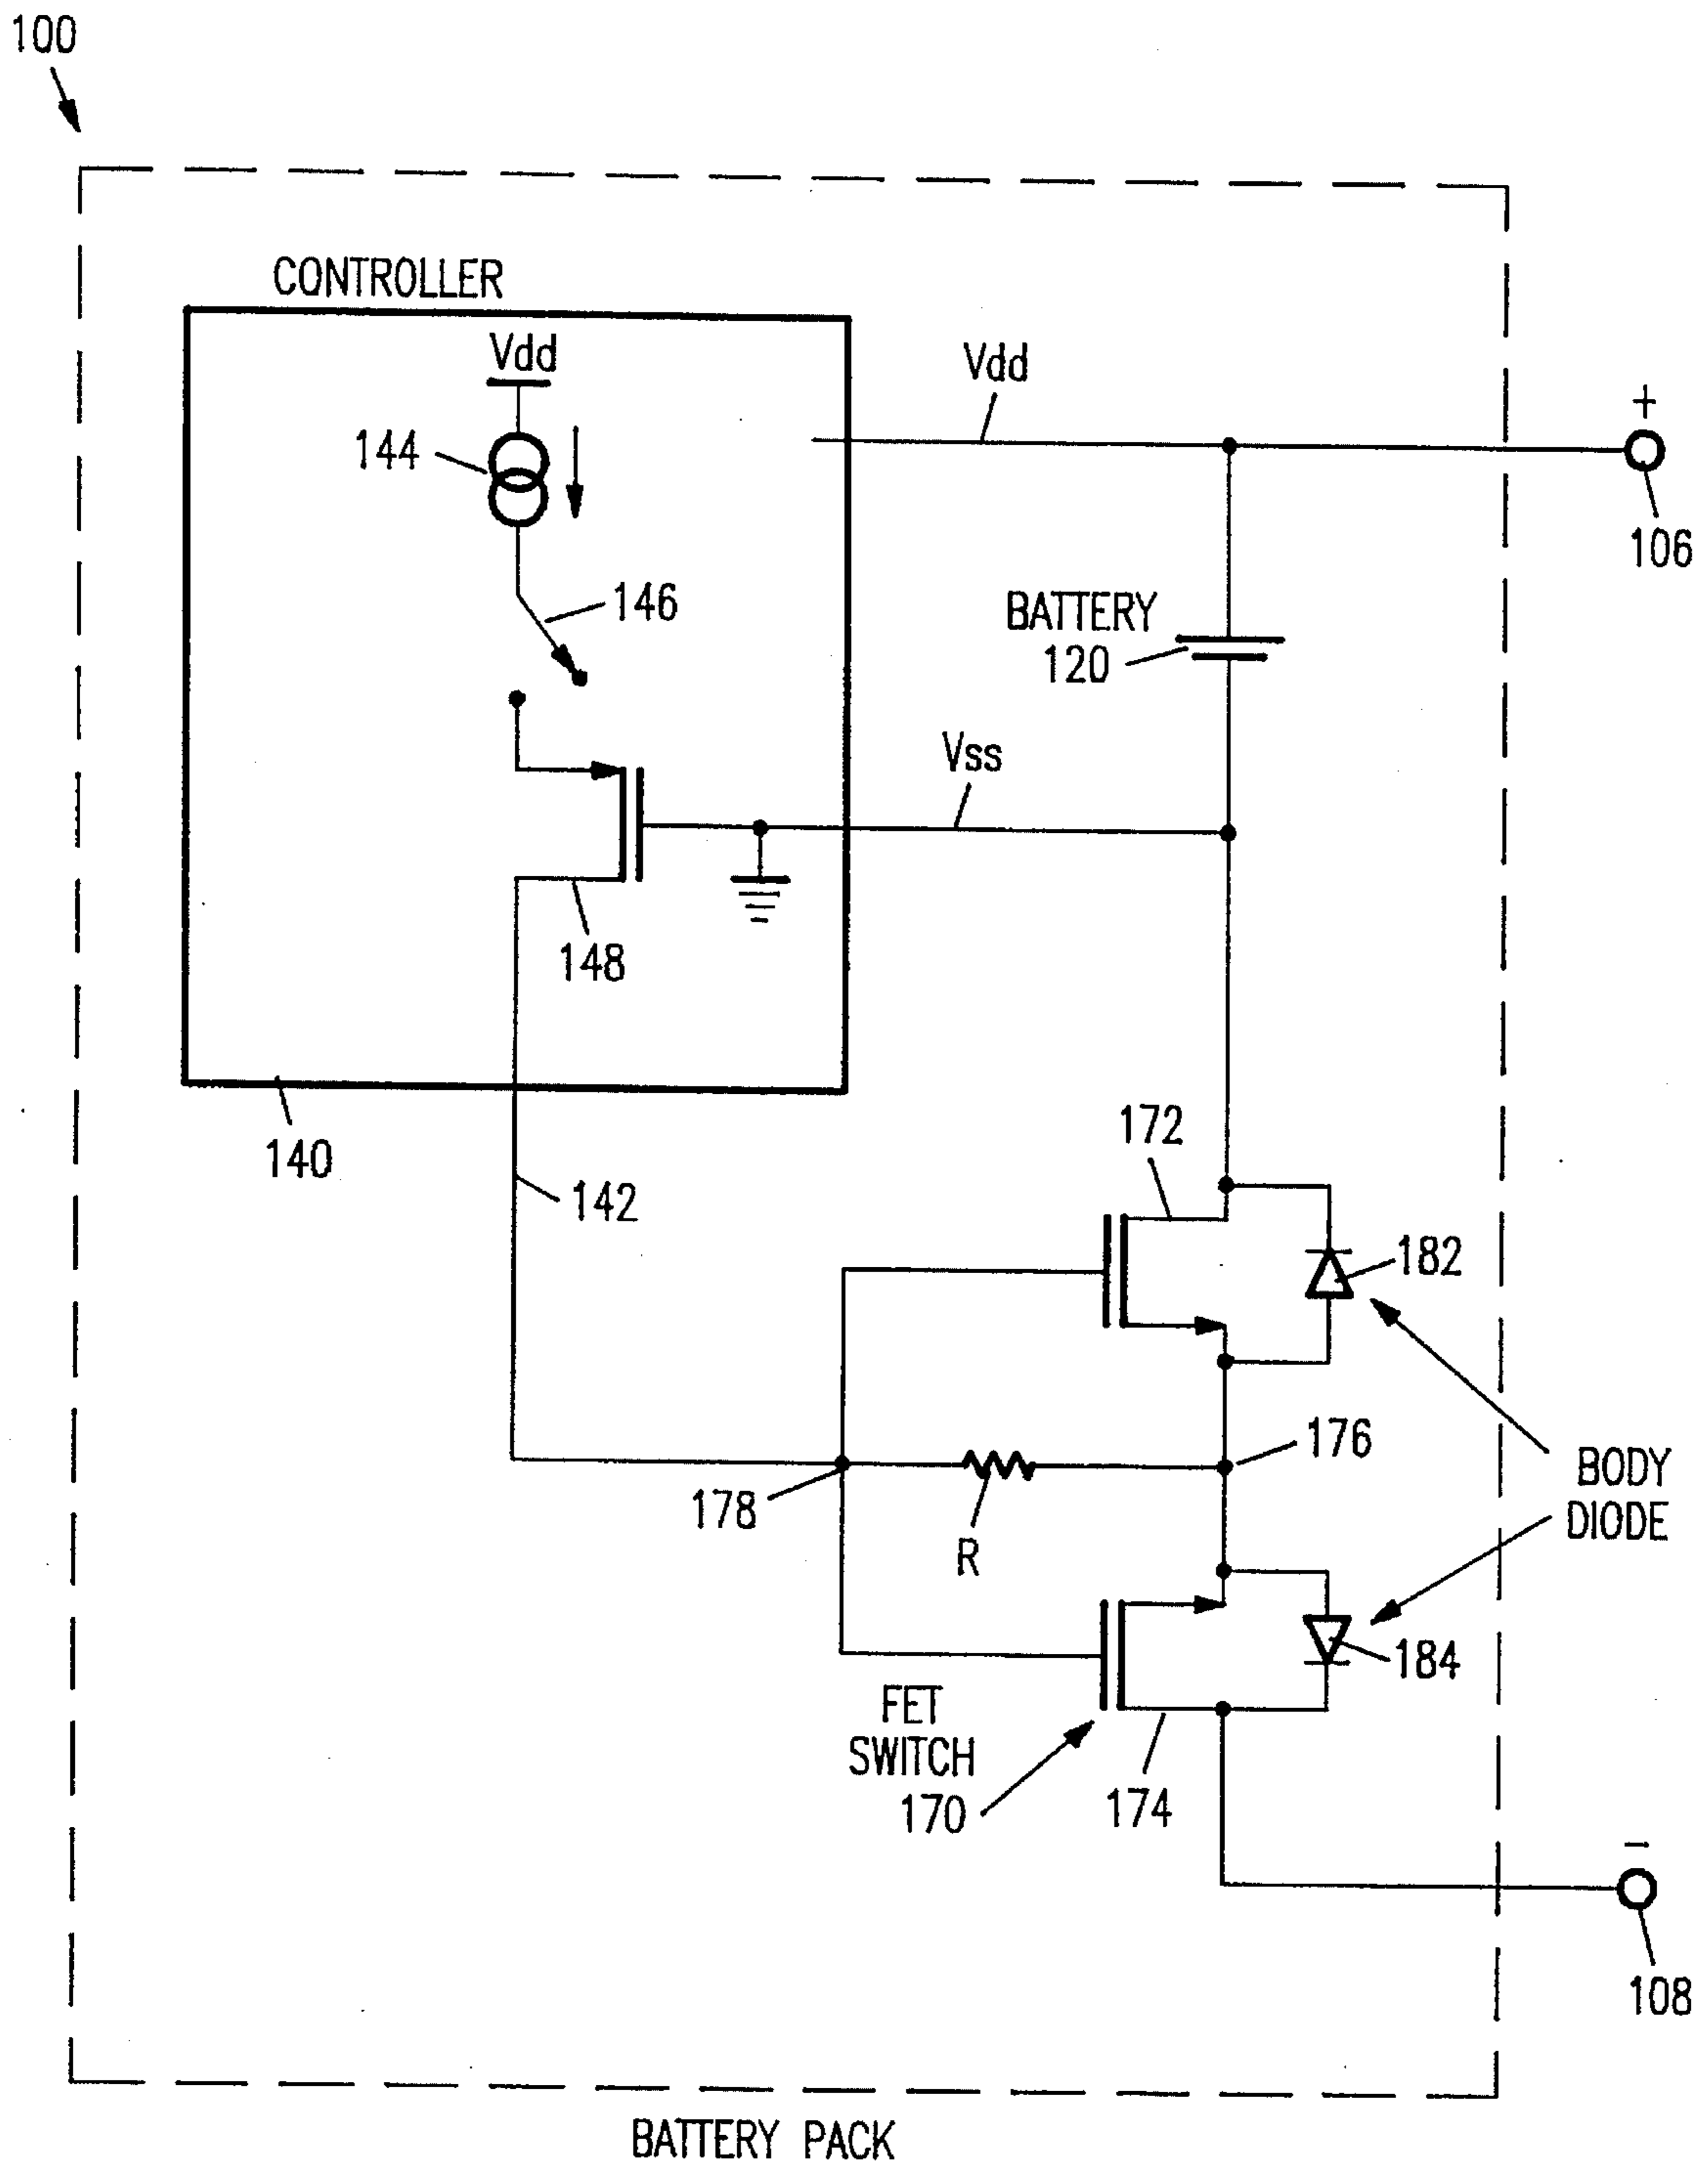 100
CONTROLLER
Vdd
144
Vdd
+
106
146
BATTERY
120
Vss
148
140
142
172
182
176
178
R
BODY
DIODE
184
FET
SWITCH
170
174
-
108
BATTERY PACK